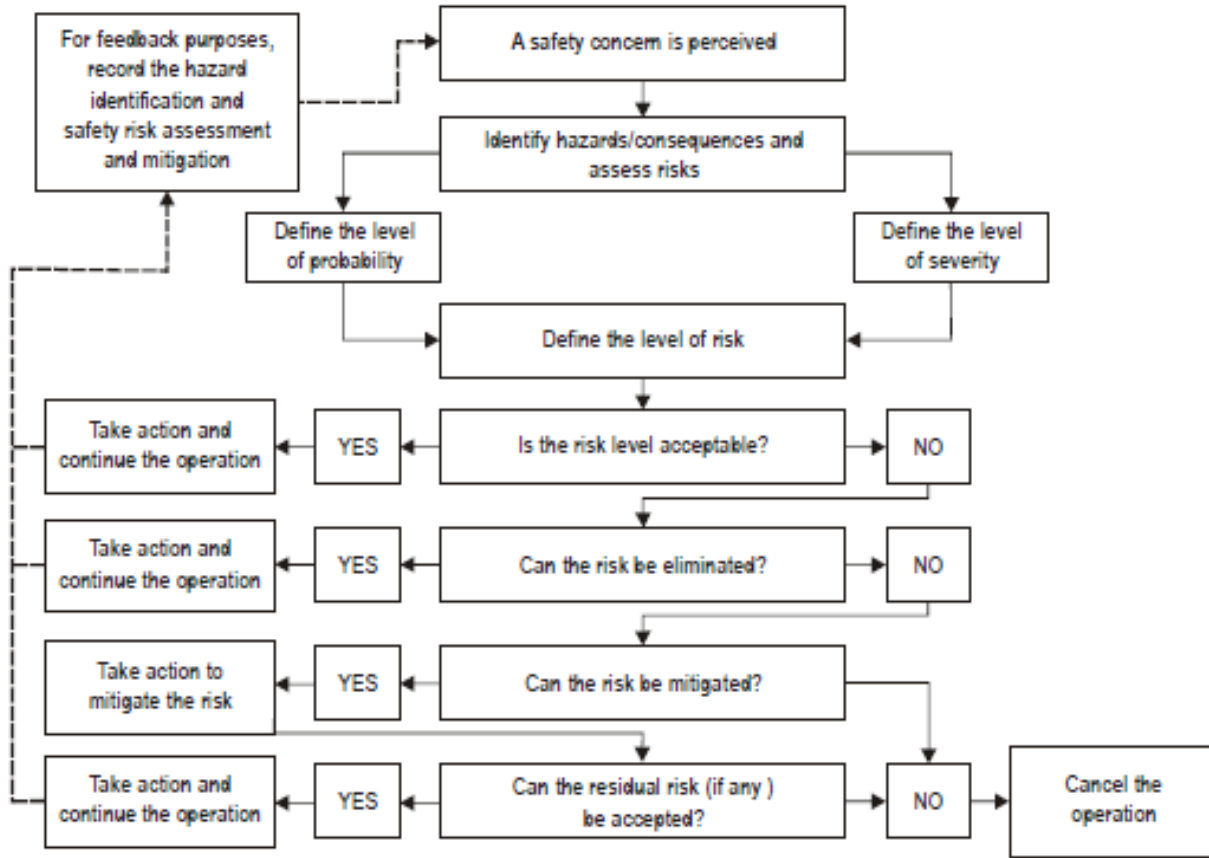 For feedback purposes,
record the hazard
identification and
safety risk assessment
and mitigation
A safety concern is perceived
Identify hazards/consequences and
assess risks
Define the level
of probability
Define the level
of severity
Define the level of risk
Take action and
continue the operation
YES
Is the risk level acceptable?
NO
Take action and
continue the operation
YES
Can the risk be eliminated?
NO
Take action to
mitigate the risk
YES
Can the risk be mitigated?
Take action and
continue the operation
YES
Can the residual risk (if any )
be accepted?
NO
Cancel the
operation